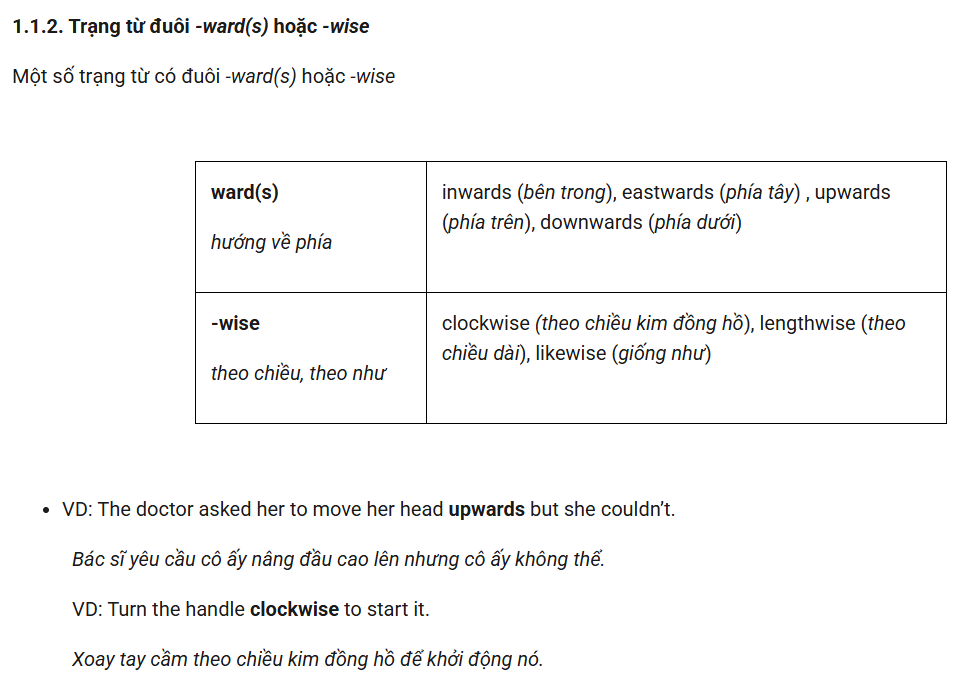 1.1.2. Trạng từ đuôi -ward(s) hoặc -wise
Một số trạng từ có đuôi -ward(s) hoặc -wise
ward(s)
hướng về phía
inwards (bên trong), eastwards (phía tây) , upwards
(phía trên), downwards (phía dưới)
-wise
theo chiều, theo như
clockwise (theo chiều kim đồng hồ), lengthwise (theo
chiều dài), likewise (giống như)
• VD: The doctor asked her to move her head upwards but she couldn’t.
Bác sĩ yêu cầu cô ấy nâng đầu cao lên nhưng cô ấy không thể.
VD: Turn the handle clockwise to start it.
Xoay tay cầm theo chiều kim đồng hồ để khởi động nó.